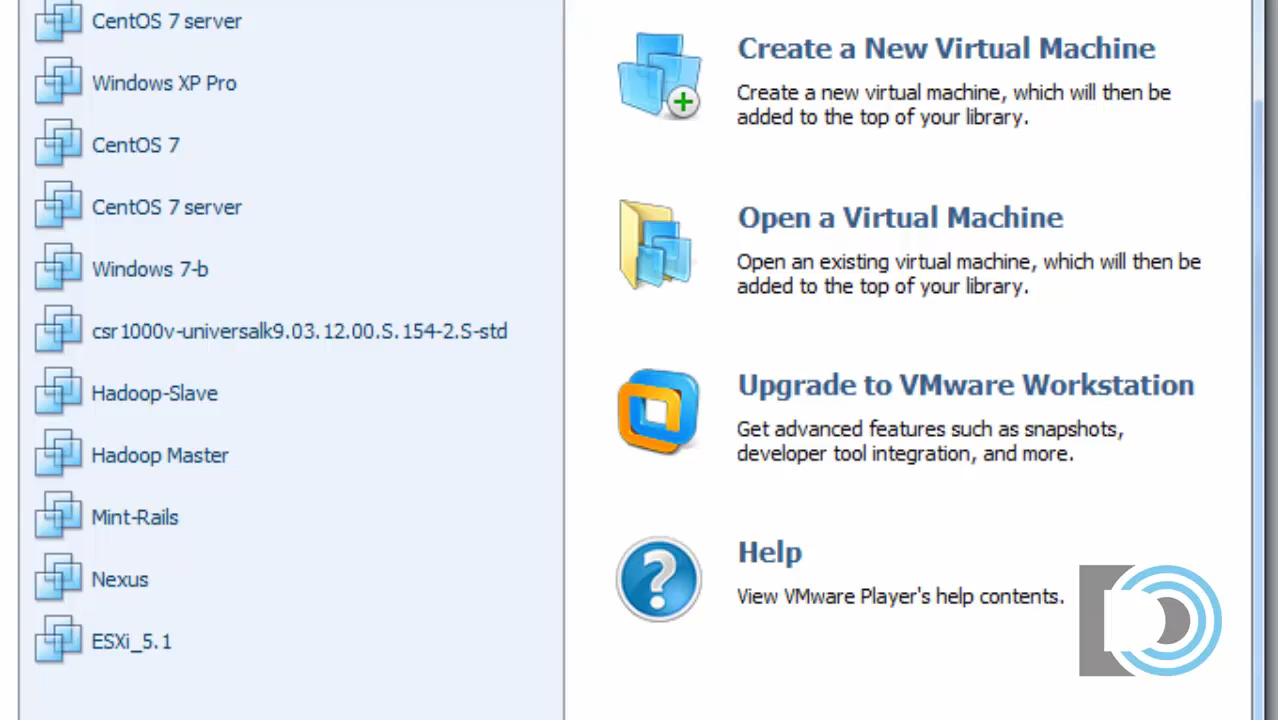 CentOS 7 server
Windows XP Pro
CentOS 7
CentOS 7 server
Windows 7-b
csr1000v-universalk9.03.12.00.S.154-2.S-std
Hadoop-Slave
Hadoop Master
Mint-Rails
Nexus
ESXi_5.1
Create a New Virtual Machine
Create a new virtual machine, which will then be
added to the top of your library.
Open a Virtual Machine
Open an existing virtual machine, which will then be
added to the top of your library.
Upgrade to VMware Workstation
Get advanced features such as snapshots,
developer tool integration, and more.
Help
View VMware Player's help contents.